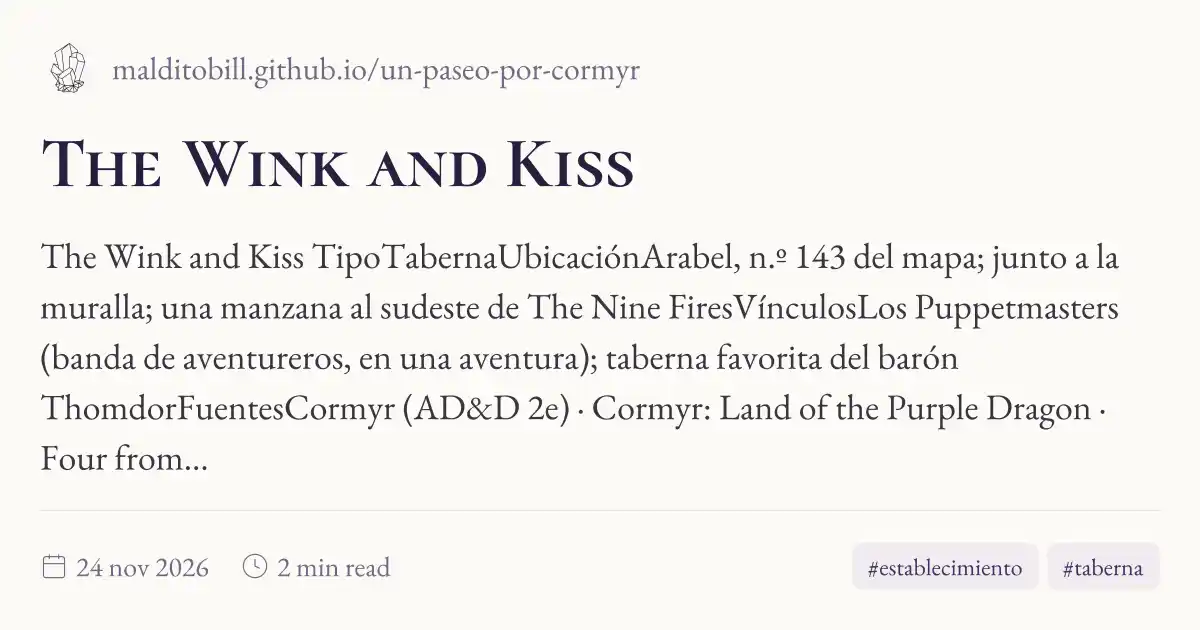 malditobill.github.io/un-paseo-por-cormyr
The Wink and Kiss
The Wink and Kiss TipoTabernaUbicaciónArabel, n.º 143 del mapa; junto a la
muralla; una manzana al sudeste de The Nine FiresVínculosLos Puppetmasters
(banda de aventureros, en una aventura); taberna favorita del barón
ThomdorFuentesCormyr (AD&D 2e) · Cormyr: Land of the Purple Dragon ·
Four from...
24 nov 2026 2 min read #establecimiento #taberna